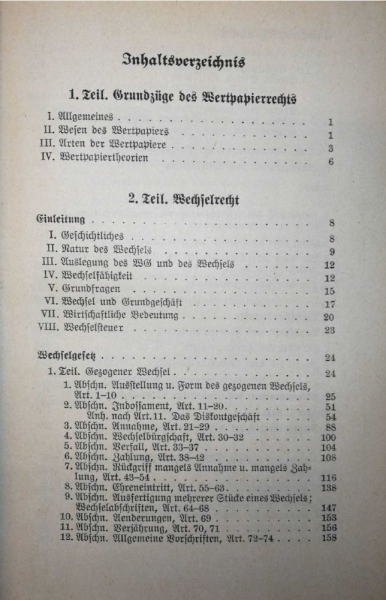 Inhaltsverzeichnis
1. Teil. Grundzüge des Wertpapierrechts
I. Allgemeines . . . . . . . . . . . . . . . . 1
II. Wesen des Wertpapiers . . . . . . . . . . . 1
III. Arten der Wertpapiere . . . . . . . . . . . 3
IV. Wertpapiertheorien . . . . . . . . . . . . 6
2. Teil. Wechselrecht
Einleitung . . . . . . . . . . . . . . . . . . 8
I. Geschichtliches . . . . . . . . . . . . . . 8
II. Natur des Wechsels . . . . . . . . . . . . 9
III. Auslegung des WG und des Wechsels . . . . . 12
IV. Wechselfähigkeit . . . . . . . . . . . . . 12
V. Grundfragen . . . . . . . . . . . . . . . 15
VI. Wechsel und Grundgeschäft . . . . . . . . . 17
VII. Wirtschaftliche Bedeutung . . . . . . . . . 20
VIII. Wechselsteuer . . . . . . . . . . . . . . 23
Wechselgesetz . . . . . . . . . . . . . . . . 24
1. Teil. Gezogener Wechsel . . . . . . . . . . 24
1. Abschn. Ausstellung u. Form des gezogenen Wechsels,
Art. 1-10 . . . . . . . . . . . . . . . 25
2. Abschn. Indossament, Art. 11-20. . . . . . . 51
Anh. nach Art. 11. Das Diskontgeschäft . . . . 54
3. Abschn. Annahme, Art. 21-29 . . . . . . . . 88
4. Abschn. Wechselbürgschaft, Art. 30-32 . . . . 100
5. Abschn. Verfall, Art. 33-37 . . . . . . . . 104
6. Abschn. Zahlung, Art. 38-42 . . . . . . . . 108
7. Abschn. Rückgriff mangels Annahme u. mangels Zah-
lung, Art. 43-54 . . . . . . . . . . . . 116
8. Abschn. Ehreneintritt, Art. 55-63 . . . . . . 138
9. Abschn. Ausfertigung mehrerer Stücke eines Wechsels;
Wechselabschriften, Art. 64-68 . . . . . . . 147
10. Abschn. Aenderungen, Art. 69 . . . . . . . 153
11. Abschn. Verjährung, Art. 70, 71 . . . . . . 156
12. Abschn. Allgemeine Vorschriften, Art. 72-74 . . . 158